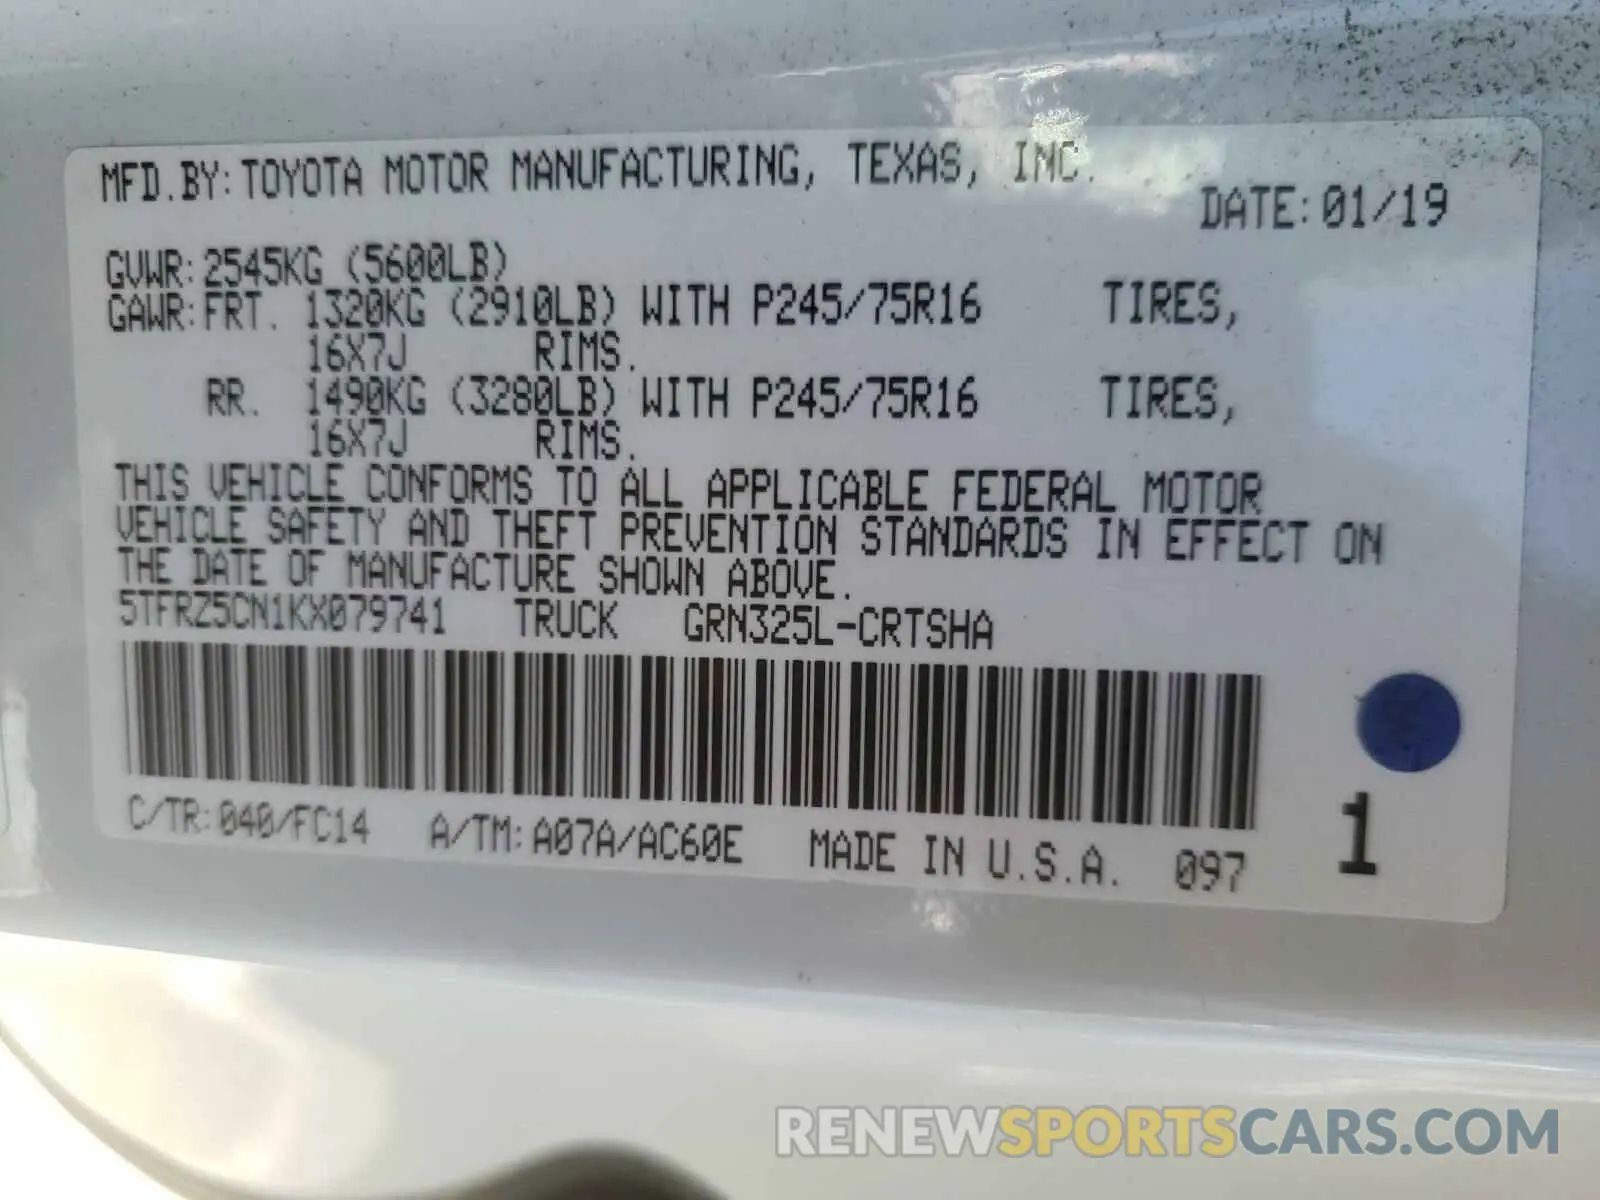 MFD.BY: TOYOTA MOTOR MANUFACTURING, TEXAS, INC.
DATE: 01/19
GVWR: 2545KG (5600LB)
GAWR: FRT. 1320KG (2910LB) WITH P245/75R16 TIRES,
16X7J RIMS.
RR. 1490KG (3280LB) WITH P245/75R16 TIRES,
16X7J RIMS.
THIS VEHICLE CONFORMS TO ALL APPLICABLE FEDERAL MOTOR
VEHICLE SAFETY AND THEFT PREVENTION STANDARDS IN EFFECT ON
THE DATE OF MANUFACTURE SHOWN ABOVE.
5TFRZ5CN1KX079741 TRUCK GRN325L-CRTSHA
C/TR: 040/FC14 A/TM: A07A/AC60E MADE IN U.S.A. 097
1
RENEWSPORTSCARS.COM